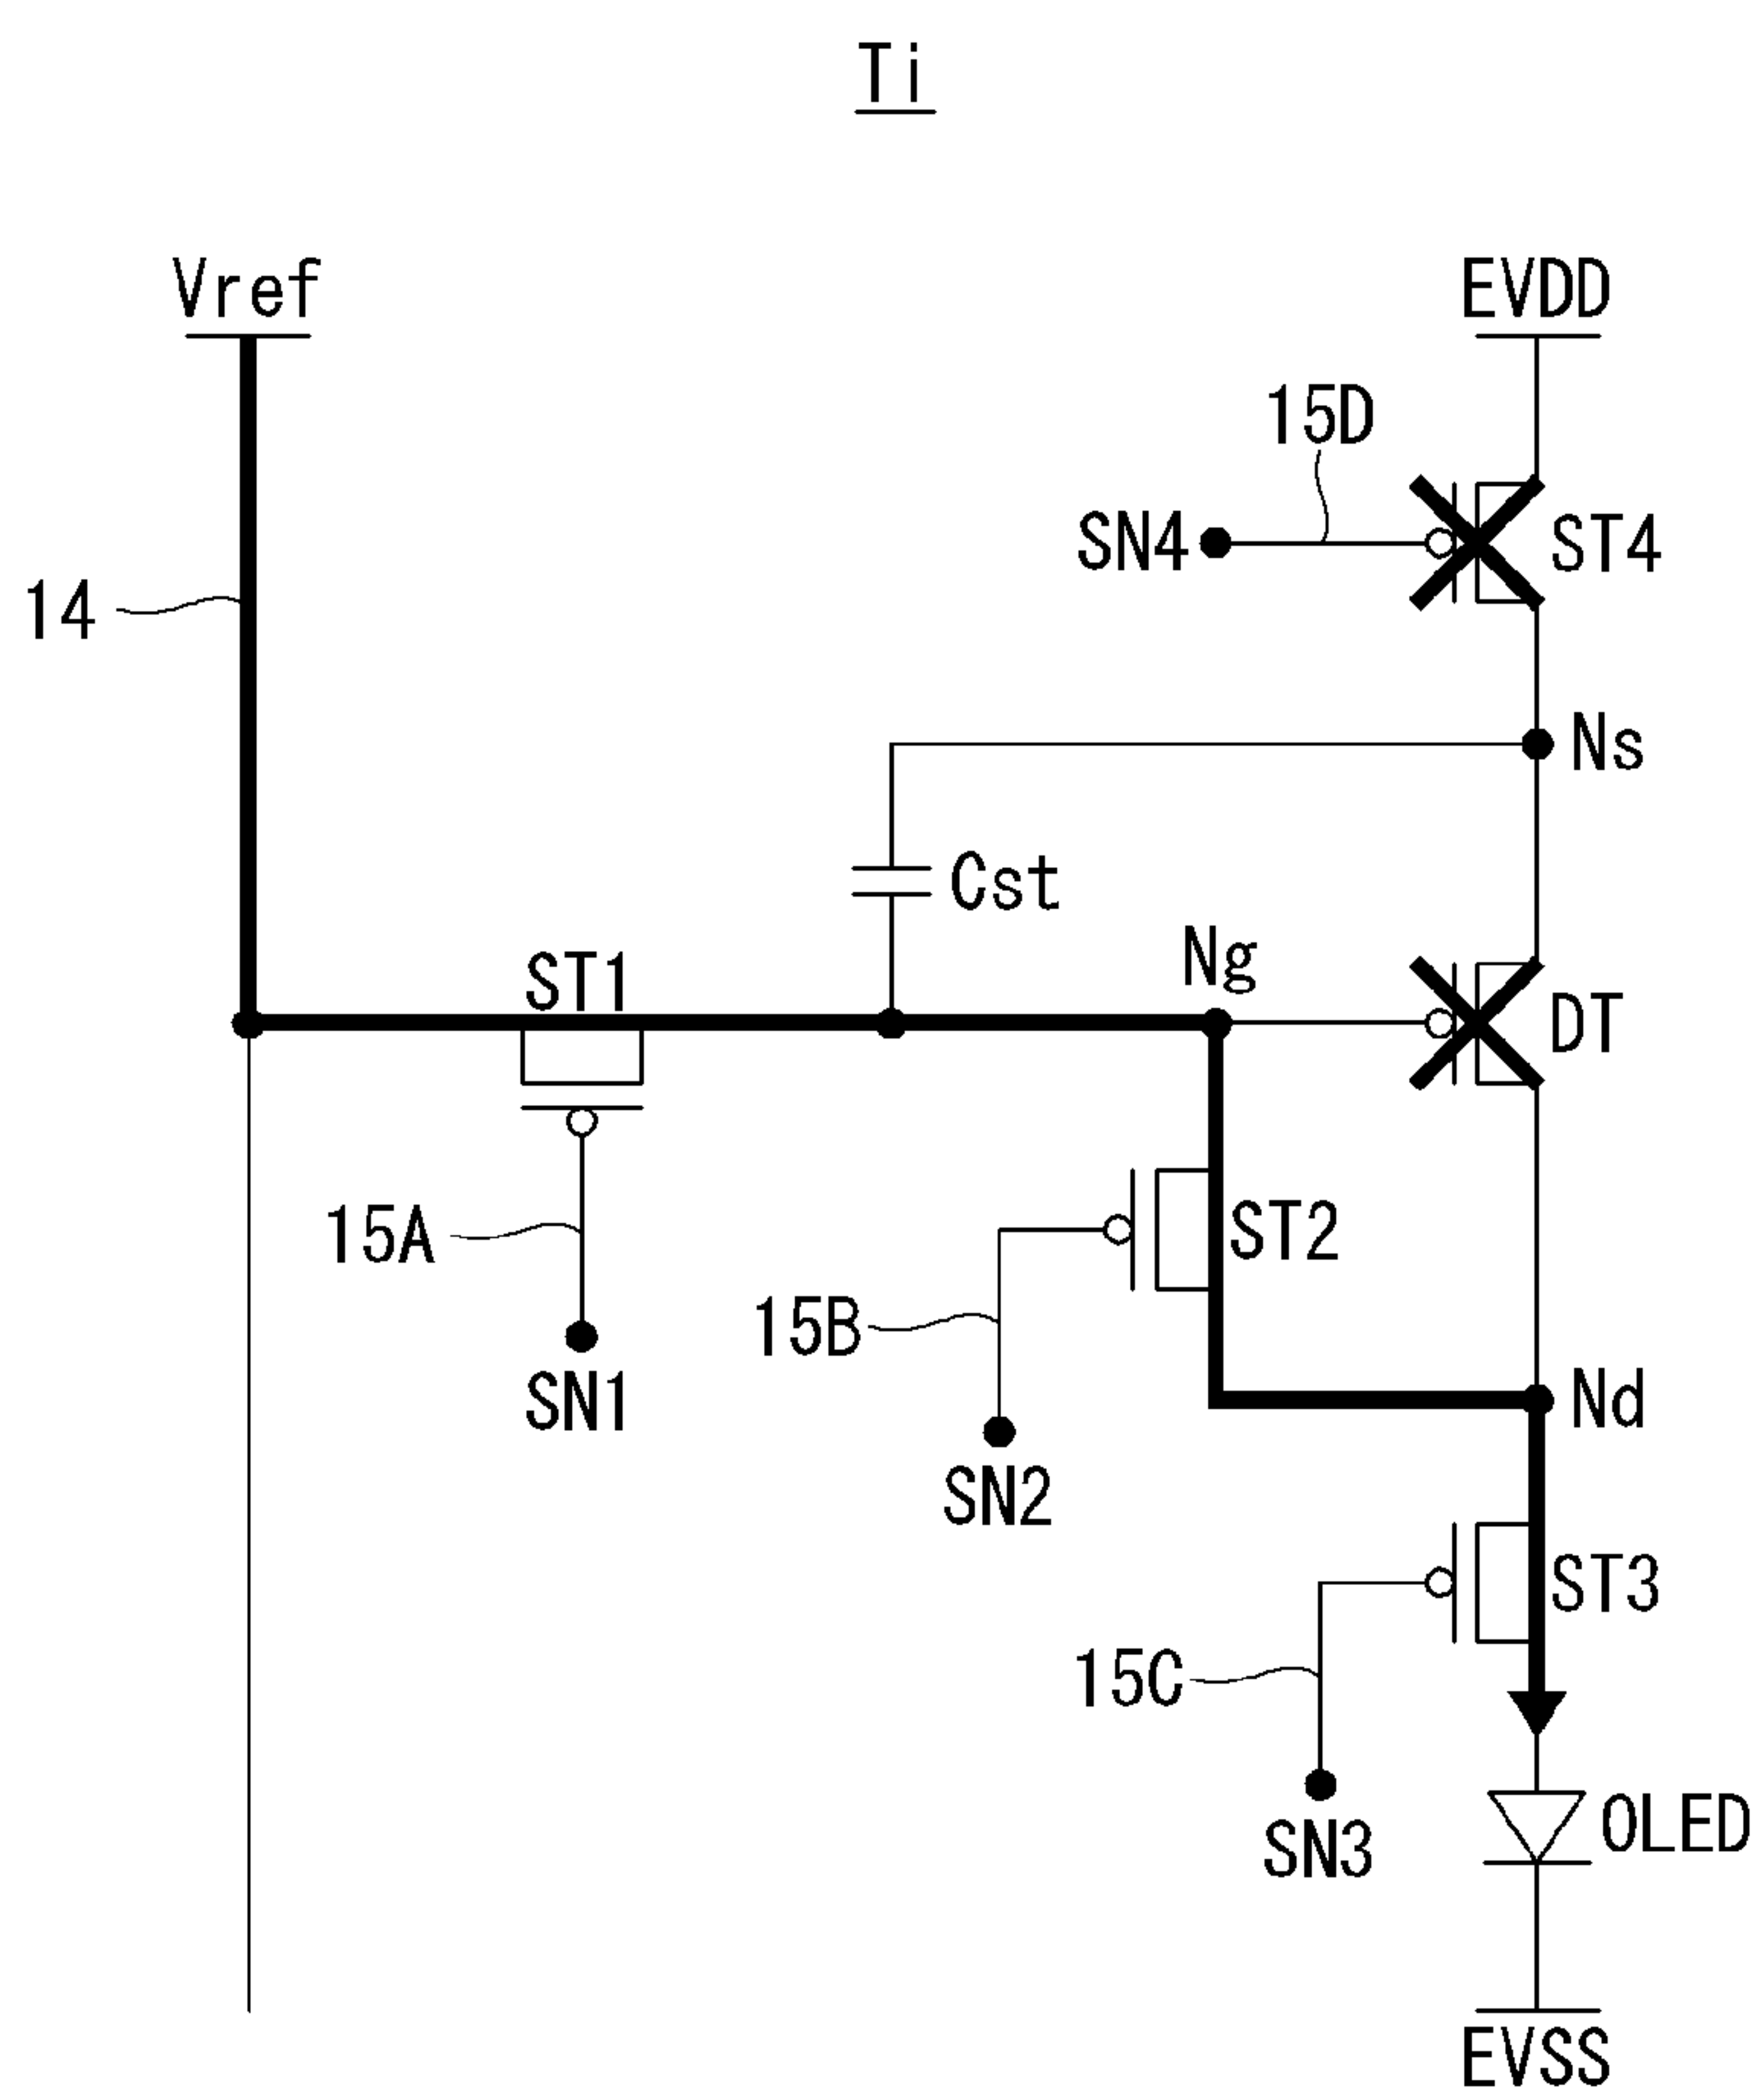 Ti
Vref
EVDD
15D
SN4
ST4
14
Ns
Cst
Ng
ST1
DT
15A
ST2
15B
SN1
Nd
SN2
ST3
15C
OLED
SN3
EVSS